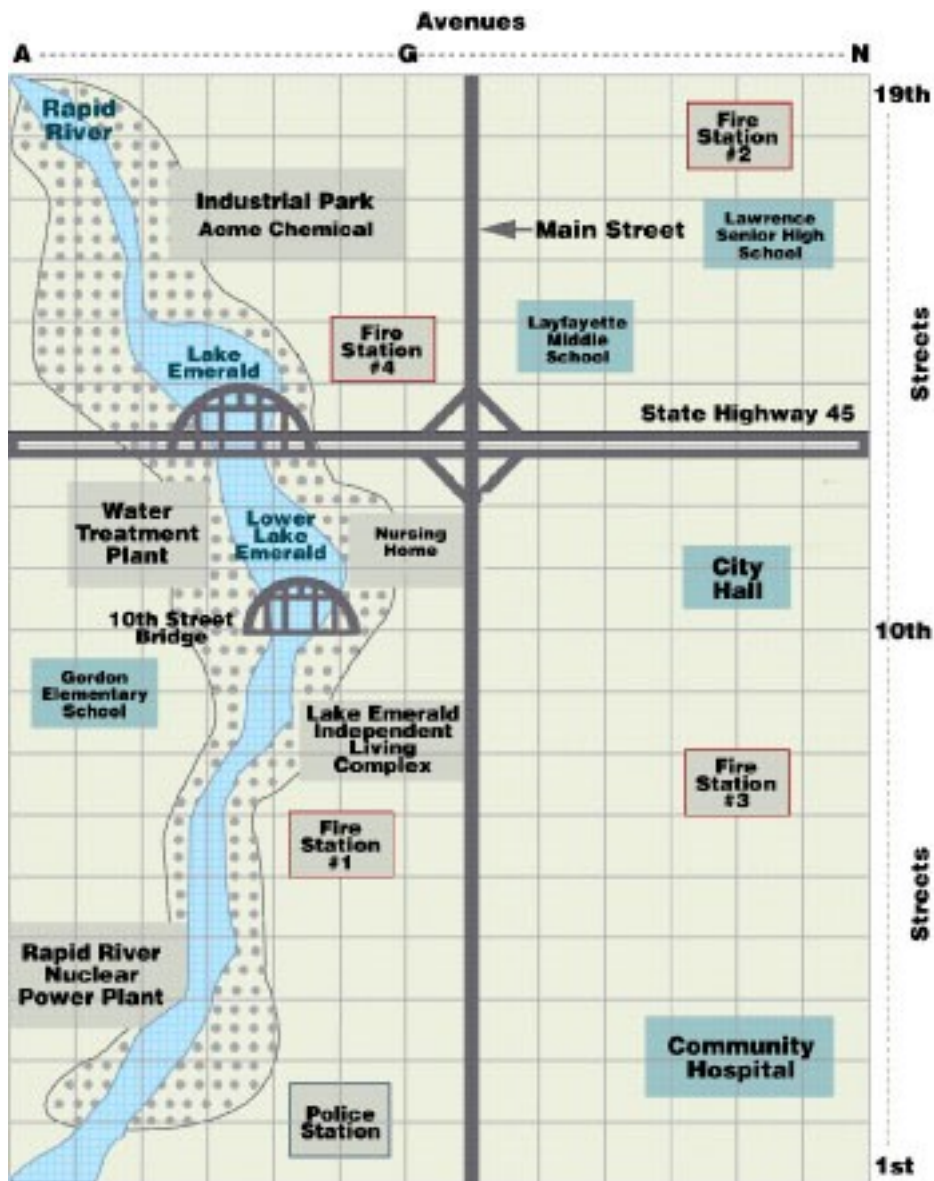 Avenues
A G N
19th
Rapid
River
Fire
Station
#2
Industrial Park
Acme Chemical
Main Street
Lawrence
Senior High
School
Streets
Fire
Station
#4
Layfayette
Middle
School
Lake
Emerald
State Highway 45
Water
Treatment
Plant
Lower
Lake
Emerald
Nursing
Home
City
Hall
10th Street
Bridge
10th
Gordon
Elementary
School
Lake Emerald
Independent
Living
Complex
Fire
Station
#3
Fire
Station
#1
Streets
Rapid River
Nuclear
Power Plant
Community
Hospital
Police
Station
1st